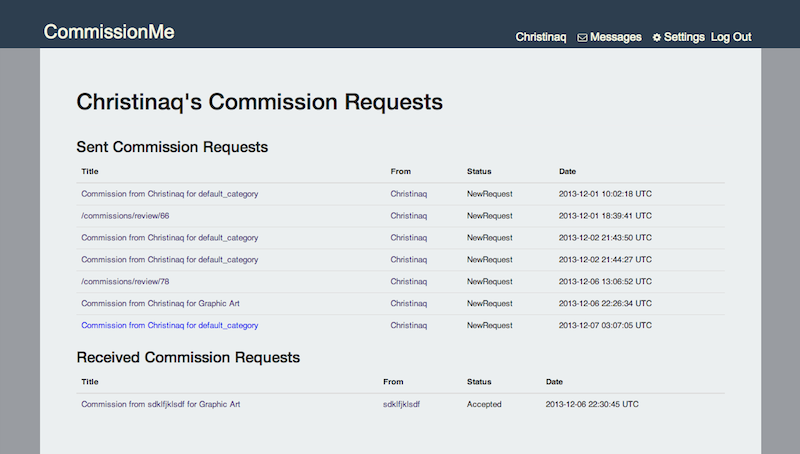 CommissionMe
Christinaq Messages Settings Log Out
Christinaq's Commission Requests
Sent Commission Requests
Title From Status Date
Commission from Christinaq for default_category Christinaq NewRequest 2013-12-01 10:02:18 UTC
/commissions/review/66 Christinaq NewRequest 2013-12-01 18:39:41 UTC
Commission from Christinaq for default_category Christinaq NewRequest 2013-12-02 21:43:50 UTC
Commission from Christinaq for default_category Christinaq NewRequest 2013-12-02 21:44:27 UTC
/commissions/review/78 Christinaq NewRequest 2013-12-06 13:06:52 UTC
Commission from Christinaq for Graphic Art Christinaq NewRequest 2013-12-06 22:26:34 UTC
Commission from Christinaq for default_category Christinaq NewRequest 2013-12-07 03:07:05 UTC
Received Commission Requests
Title From Status Date
Commission from sdklfjklsdf for Graphic Art sdklfjklsdf Accepted 2013-12-06 22:30:45 UTC